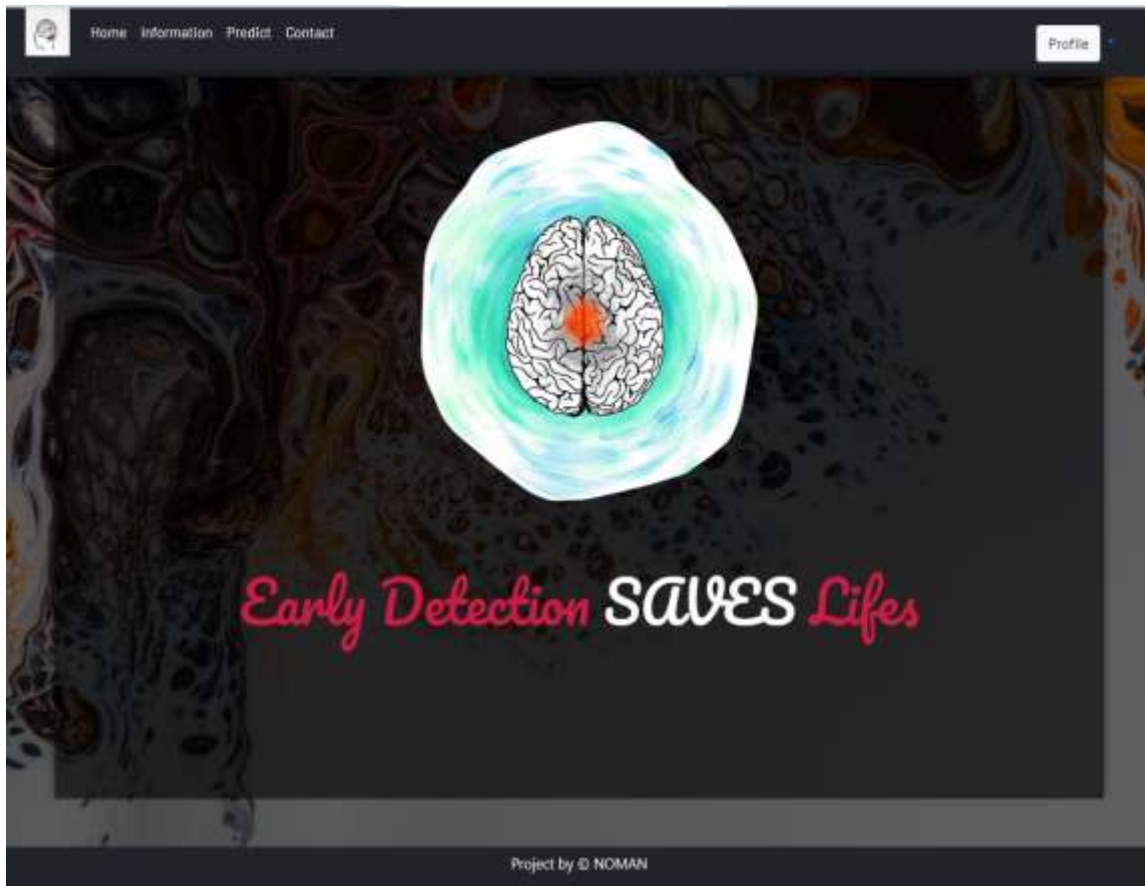 Home Information Predict Contact
Profile
Early Detection SAVES Lifes
Project by © NOMAN